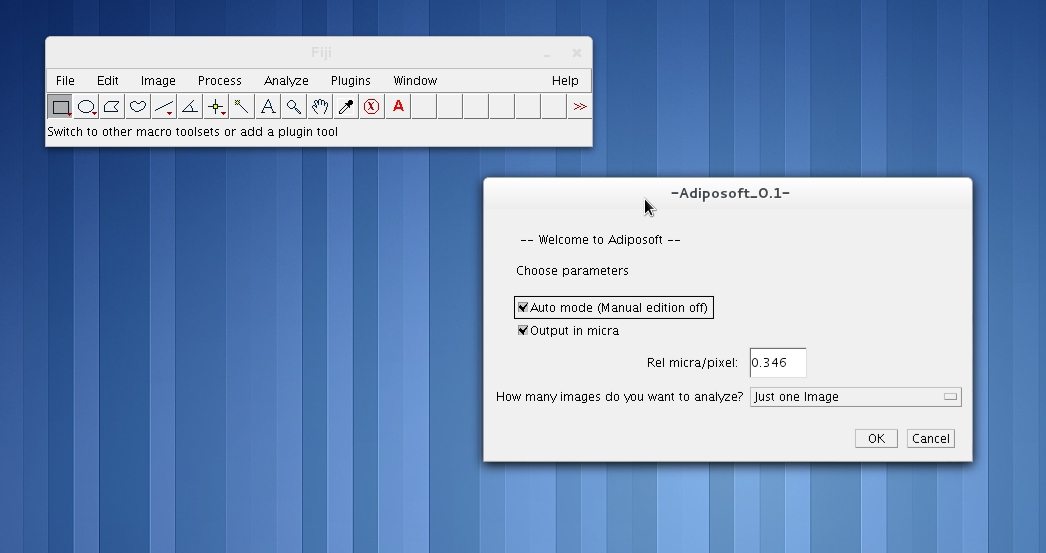 Fiji
File Edit Image Process Analyze Plugins Window Help
A A
Switch to other macro toolsets or add a plugin tool
-Adiposoft_0.1-
-- Welcome to Adiposoft --
Choose parameters
Auto mode (Manual edition off)
Output in micra
Rel micra/pixel: 0.346
How many images do you want to analyze? Just one Image
OK Cancel